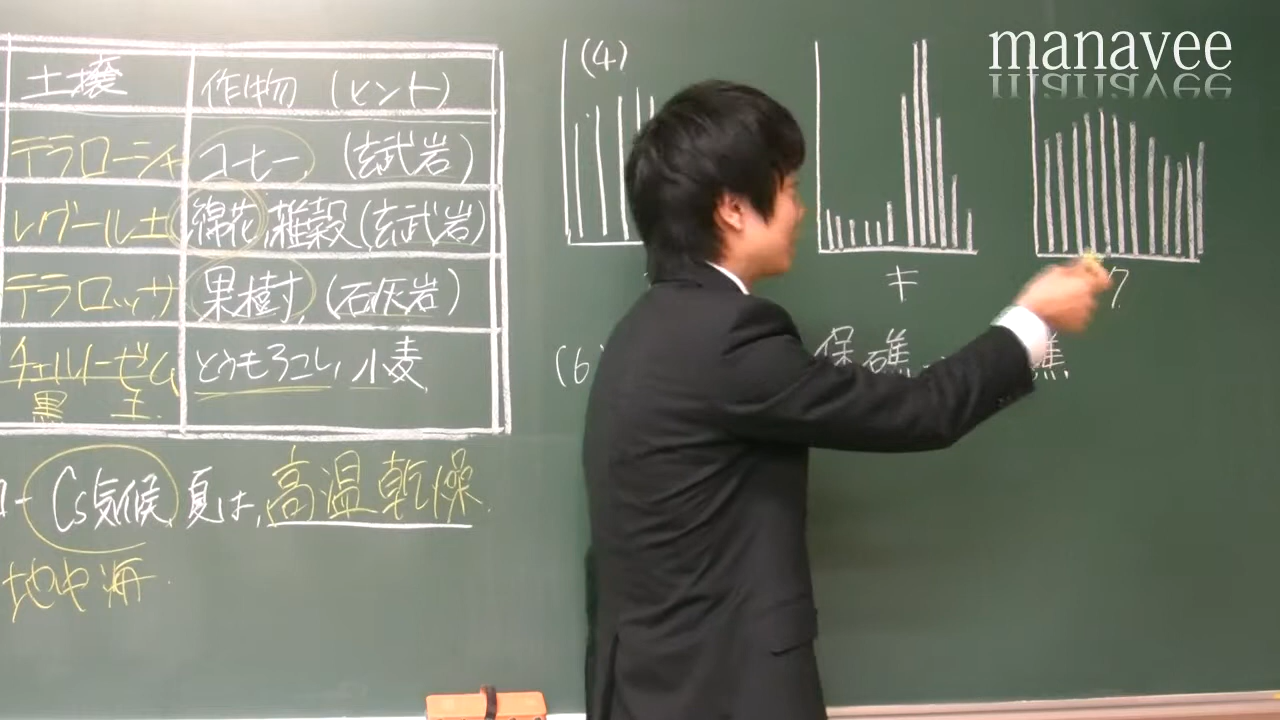 manavee
土壌 作物 (ヒント)
テラローシャ コーヒー (玄武岩)
レグール土 綿花, 雑穀 (玄武岩)
テラロッサ 果樹, (石灰岩)
チェルノーゼム とうもろこし, 小麦
黒土
Cs気候, 夏は, 高温乾燥.
地中海.
(4)
キ ク
(6) 保礁, 礁,